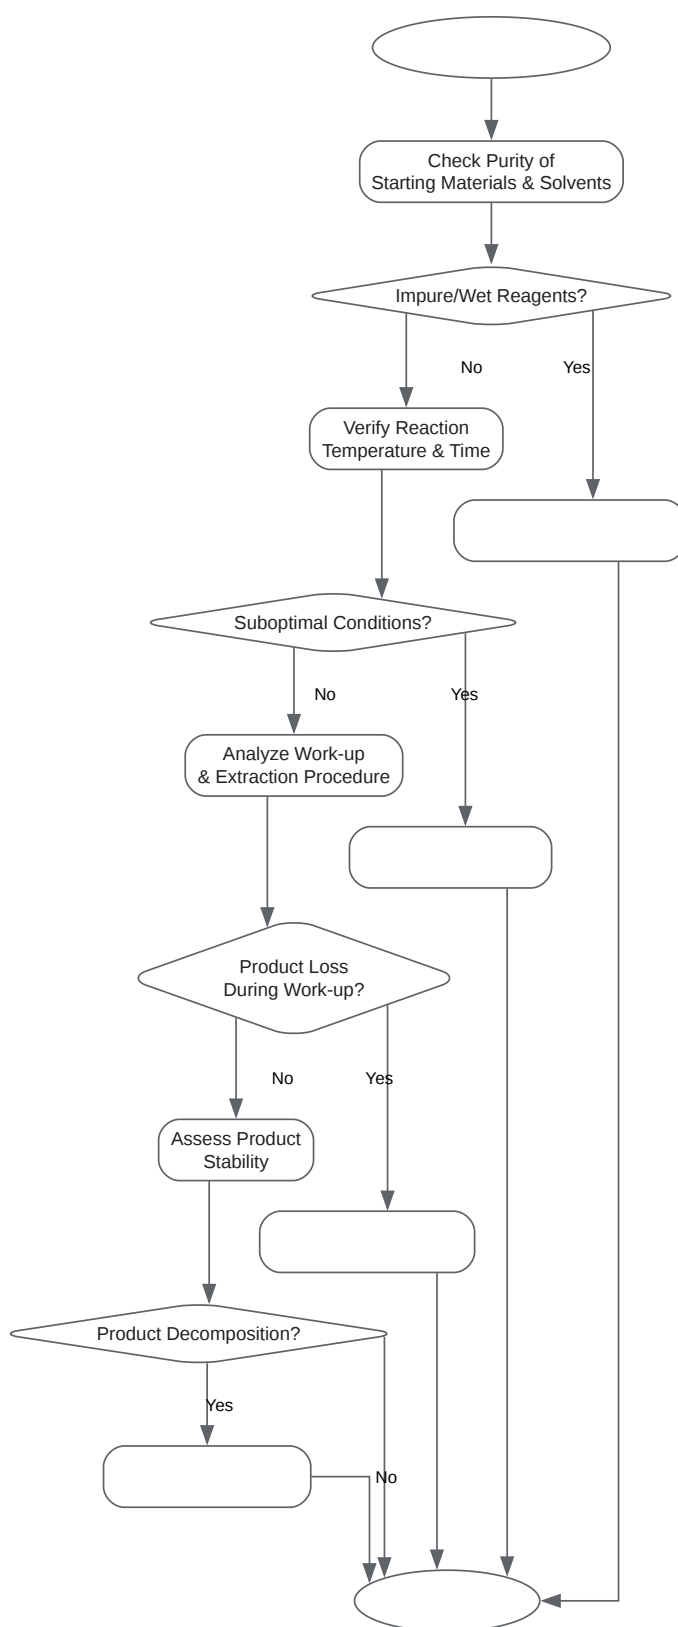 Check Purity of
Starting Materials & Solvents
Impure/Wet Reagents?
No
Yes
Verify Reaction
Temperature & Time
Suboptimal Conditions?
No
Yes
Analyze Work-up
& Extraction Procedure
Product Loss
During Work-up?
No
Yes
Assess Product
Stability
Product Decomposition?
Yes
No